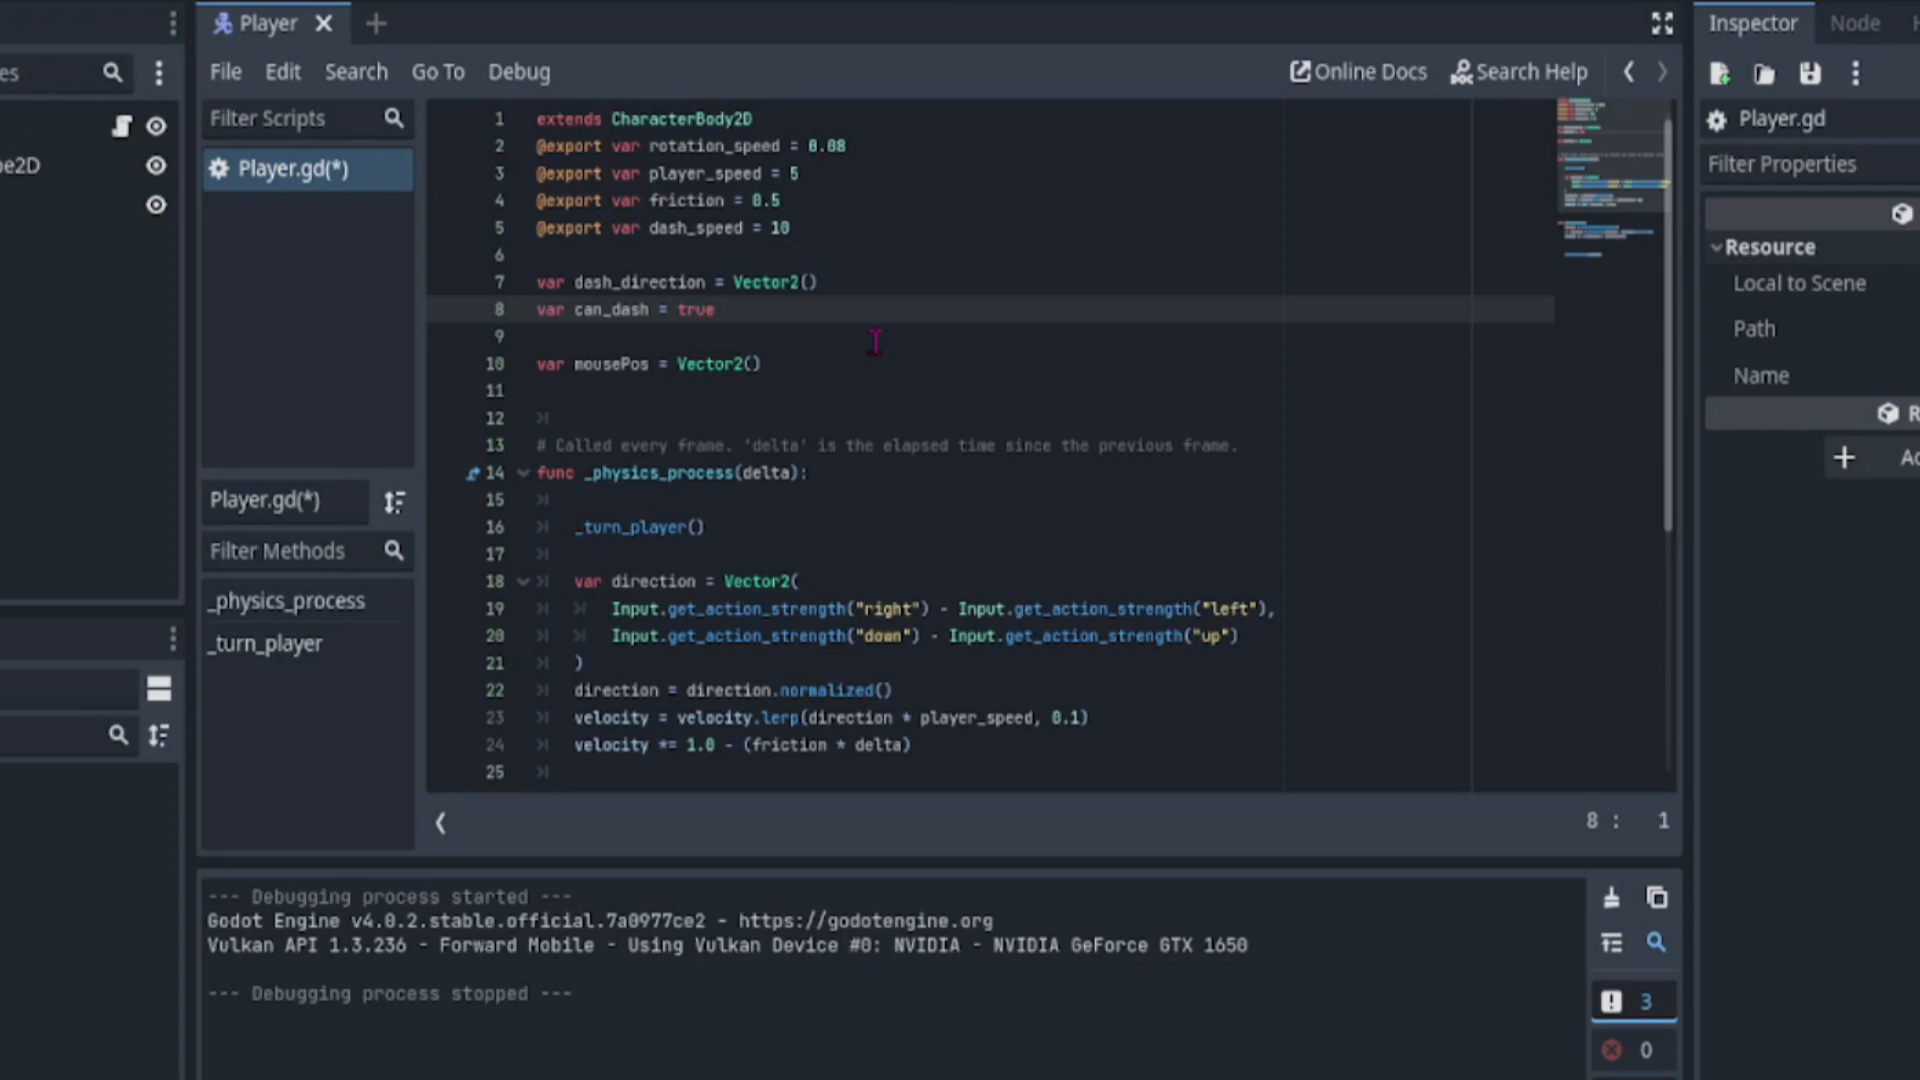 Player
Inspector
Node
es
File Edit Search Go To Debug
Online Docs
Search Help
Filter Scripts
Player.gd(*)
Player.gd
pe2D
Filter Properties
Resource
Local to Scene
Path
Name
1 extends CharacterBody2D
2 @export var rotation_speed = 0.08
3 @export var player_speed = 5
4 @export var friction = 0.5
5 @export var dash_speed = 10
6
7 var dash_direction = Vector2()
8 var can_dash = true
9
10 var mousePos = Vector2()
11
12
13 # Called every frame. 'delta' is the elapsed time since the previous frame.
14 func _physics_process(delta):
15
16 _turn_player()
17
18 var direction = Vector2(
19 Input.get_action_strength("right") - Input.get_action_strength("left"),
20 Input.get_action_strength("down") - Input.get_action_strength("up")
21 )
22 direction = direction.normalized()
23 velocity = velocity.lerp(direction * player_speed, 0.1)
24 velocity *= 1.0 - (friction * delta)
25
Player.gd(*)
Filter Methods
_physics_process
_turn_player
R
Ad
8 : 1
--- Debugging process started ---
Godot Engine v4.0.2.stable.official.7a0977ce2 - https://godotengine.org
Vulkan API 1.3.236 - Forward Mobile - Using Vulkan Device #0: NVIDIA - NVIDIA GeForce GTX 1650
--- Debugging process stopped ---
3
0